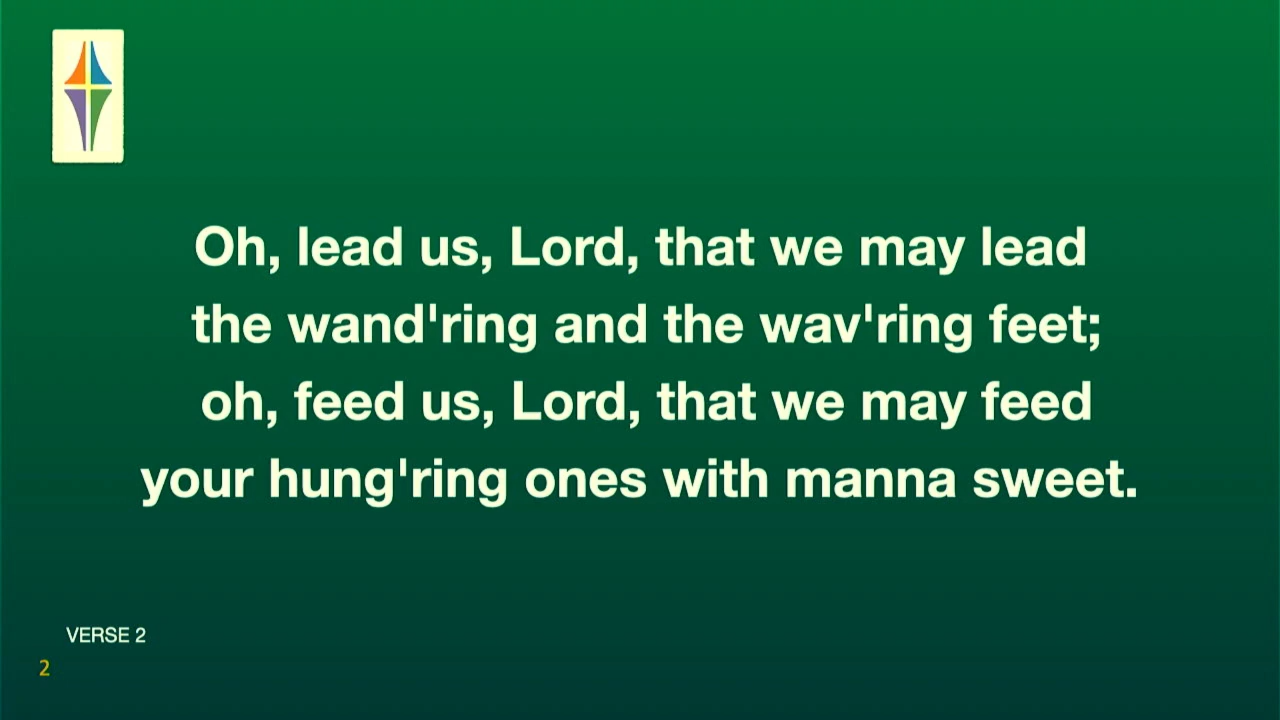 Oh, lead us, Lord, that we may lead
the wand'ring and the wav'ring feet;
oh, feed us, Lord, that we may feed
your hung'ring ones with manna sweet.
VERSE 2
2